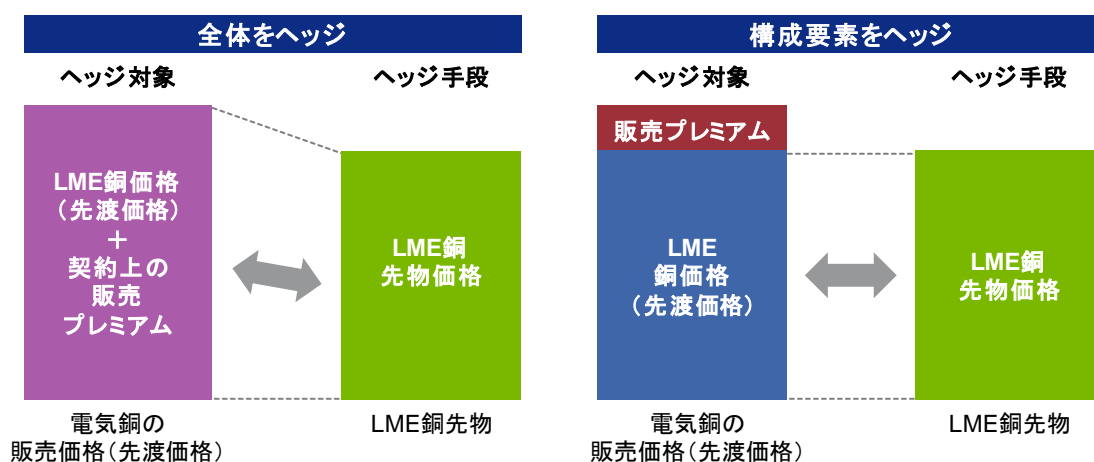 全体をヘッジ
ヘッジ対象
ヘッジ手段
LME銅価格
（先渡価格）
＋
契約上の
販売
プレミアム
LME銅
先物価格
電気銅の
販売価格（先渡価格）
LME銅先物
構成要素をヘッジ
ヘッジ対象
ヘッジ手段
販売プレミアム
LME
銅価格
（先渡価格）
LME銅
先物価格
電気銅の
販売価格（先渡価格）
LME銅先物